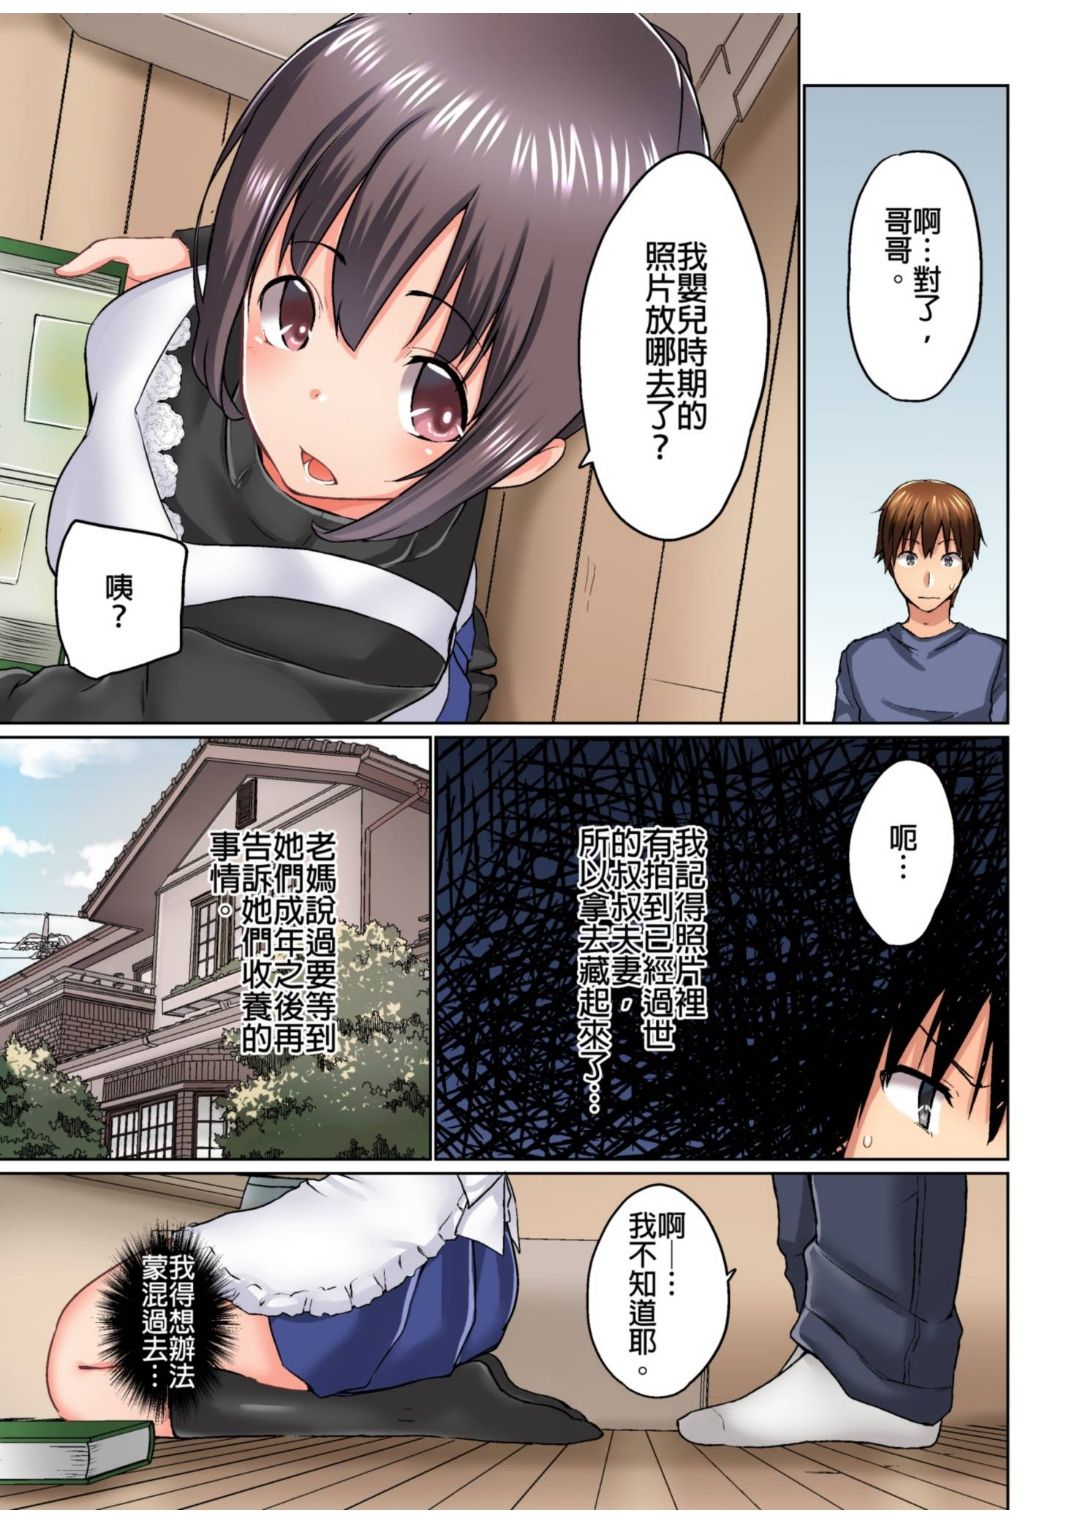 啊…對了，
哥哥。
我嬰兒時期的
照片放哪去了？
咦？
呃…
我記得照片裡
有拍到已經過世
的叔叔夫妻，
所以拿去藏起來了…
老媽說過要等到
她們成年之後再
告訴她們收養的
事情。
啊——…
我不知道耶。
我得想辦法
蒙混過去…